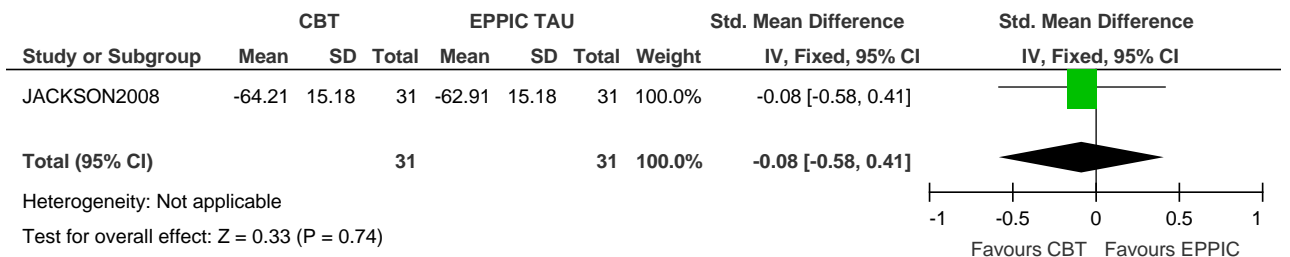 CBT EPPIC TAU Std. Mean Difference Std. Mean Difference
Study or Subgroup Mean SD Total Mean SD Total Weight IV, Fixed, 95% CI IV, Fixed, 95% CI
JACKSON2008 -64.21 15.18 31 -62.91 15.18 31 100.0% -0.08 [-0.58, 0.41]
Total (95% CI) 31 31 100.0% -0.08 [-0.58, 0.41]
Heterogeneity: Not applicable
Test for overall effect: Z = 0.33 (P = 0.74)
-1 -0.5 0 0.5 1
Favours CBT Favours EPPIC